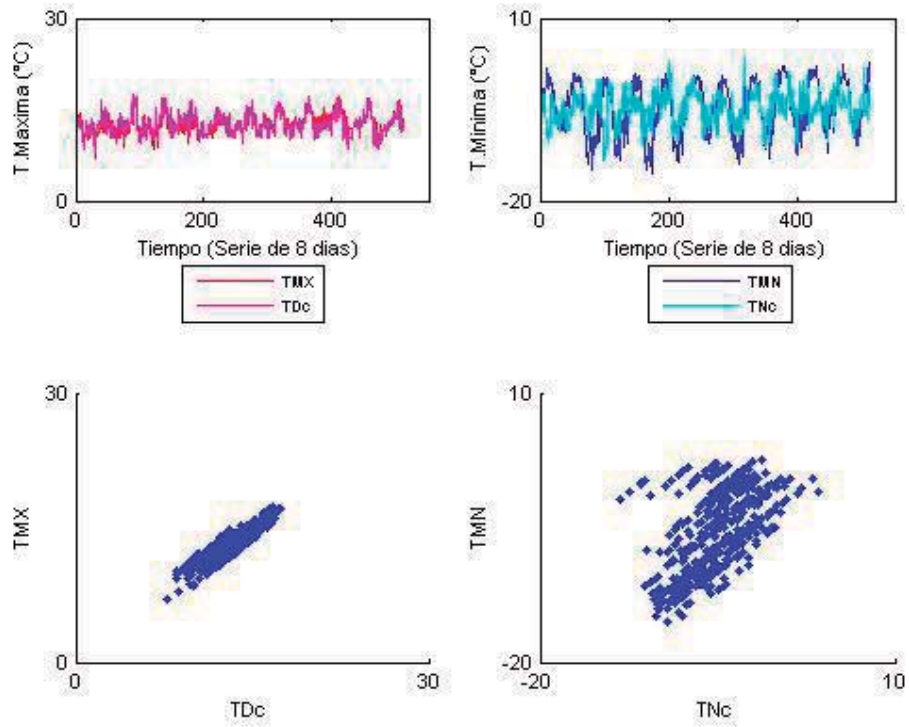 30
T.Maxima (°C)
0
0
200
400
Tiempo (Serie de 8 dias)
TMX
TDc
10
T.Minima (°C)
-20
0
200
400
Tiempo (Serie de 8 dias)
TMN
TNc
30
TMX
0
0
30
TDc
10
TMN
-20
-20
10
TNc